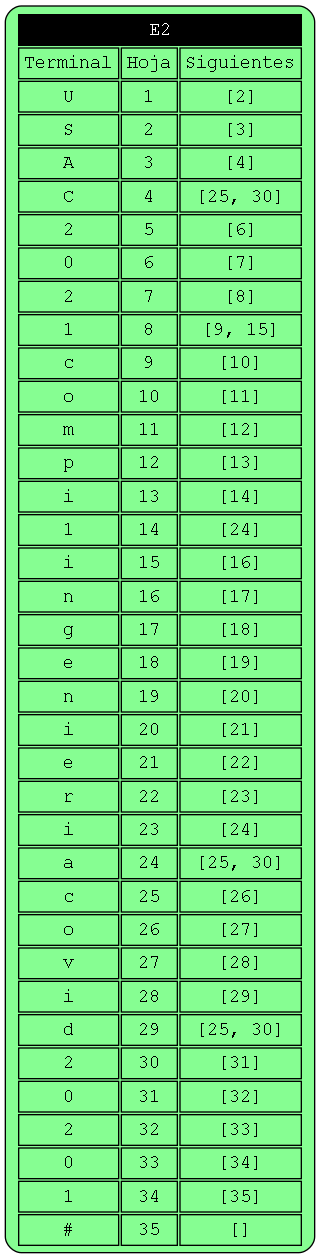 E2
Terminal Hoja Siguientes
U 1 [2]
S 2 [3]
A 3 [4]
C 4 [25, 30]
2 5 [6]
0 6 [7]
2 7 [8]
1 8 [9, 15]
c 9 [10]
o 10 [11]
m 11 [12]
p 12 [13]
i 13 [14]
1 14 [24]
i 15 [16]
n 16 [17]
g 17 [18]
e 18 [19]
n 19 [20]
i 20 [21]
e 21 [22]
r 22 [23]
i 23 [24]
a 24 [25, 30]
c 25 [26]
o 26 [27]
v 27 [28]
i 28 [29]
d 29 [25, 30]
2 30 [31]
0 31 [32]
2 32 [33]
0 33 [34]
1 34 [35]
# 35 []